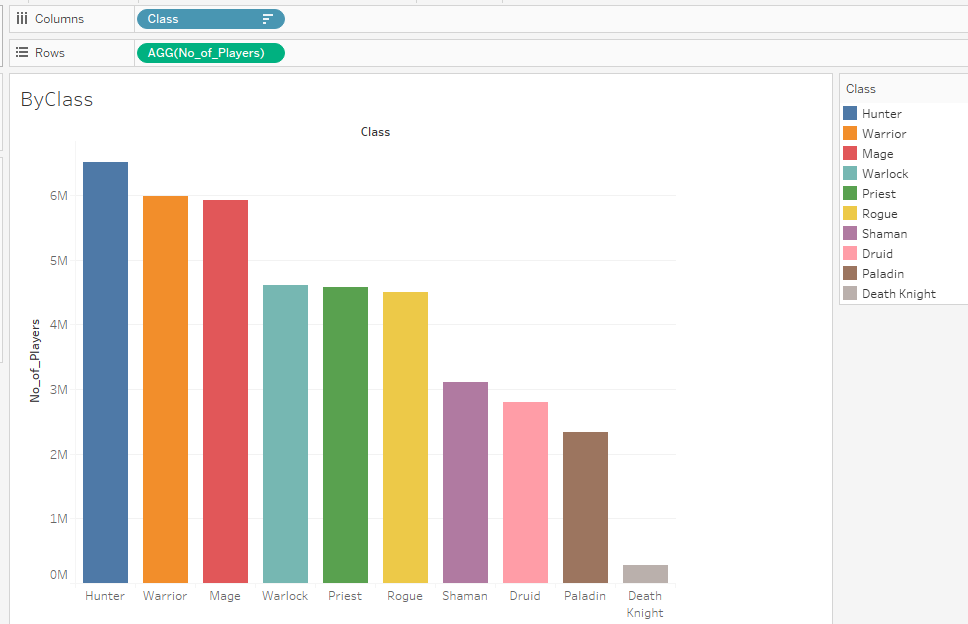 Columns
Class
Rows
AGG(No_of_Players)
ByClass
Class
No_of_Players
6M
5M
4M
3M
2M
1M
0M
Hunter
Warrior
Mage
Warlock
Priest
Rogue
Shaman
Druid
Paladin
Death
Knight
Class
Hunter
Warrior
Mage
Warlock
Priest
Rogue
Shaman
Druid
Paladin
Death Knight